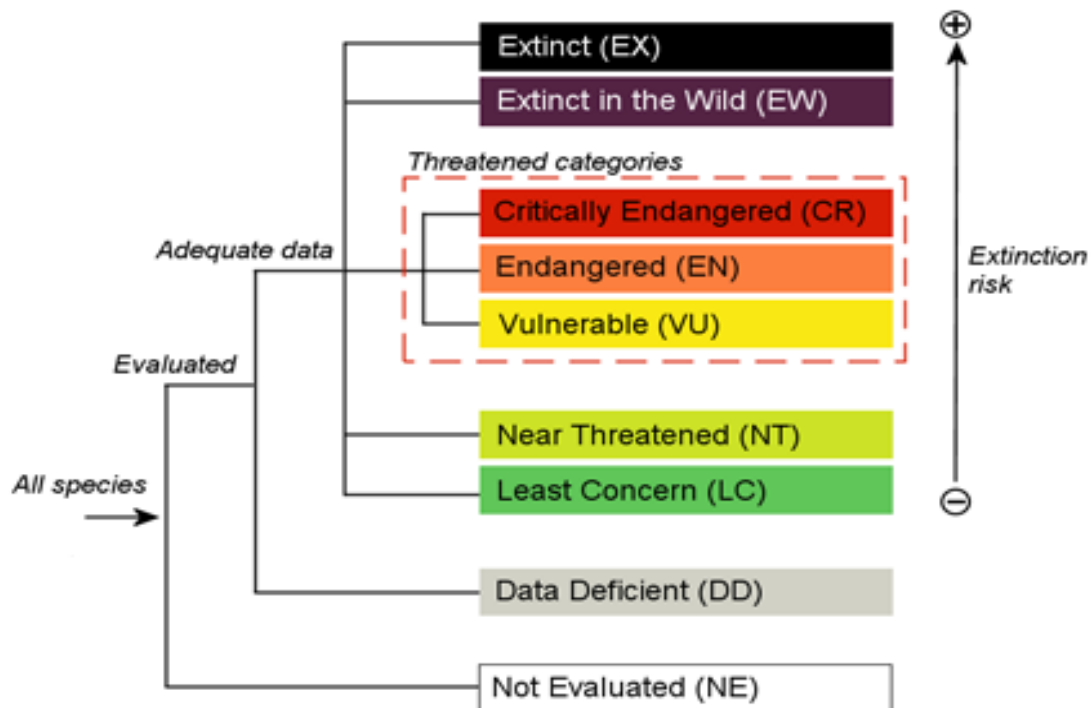 Extinct (EX)
Extinct in the Wild (EW)
Threatened categories
Critically Endangered (CR)
Adequate data
Endangered (EN)
Extinction
risk
Vulnerable (VU)
Evaluated
Near Threatened (NT)
All species
Least Concern (LC)
Data Deficient (DD)
Not Evaluated (NE)